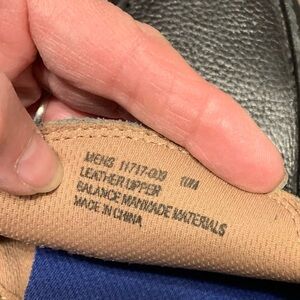 MENS 11717-009 10M
LEATHER UPPER
BALANCE MANMADE MATERIALS
MADE IN CHINA